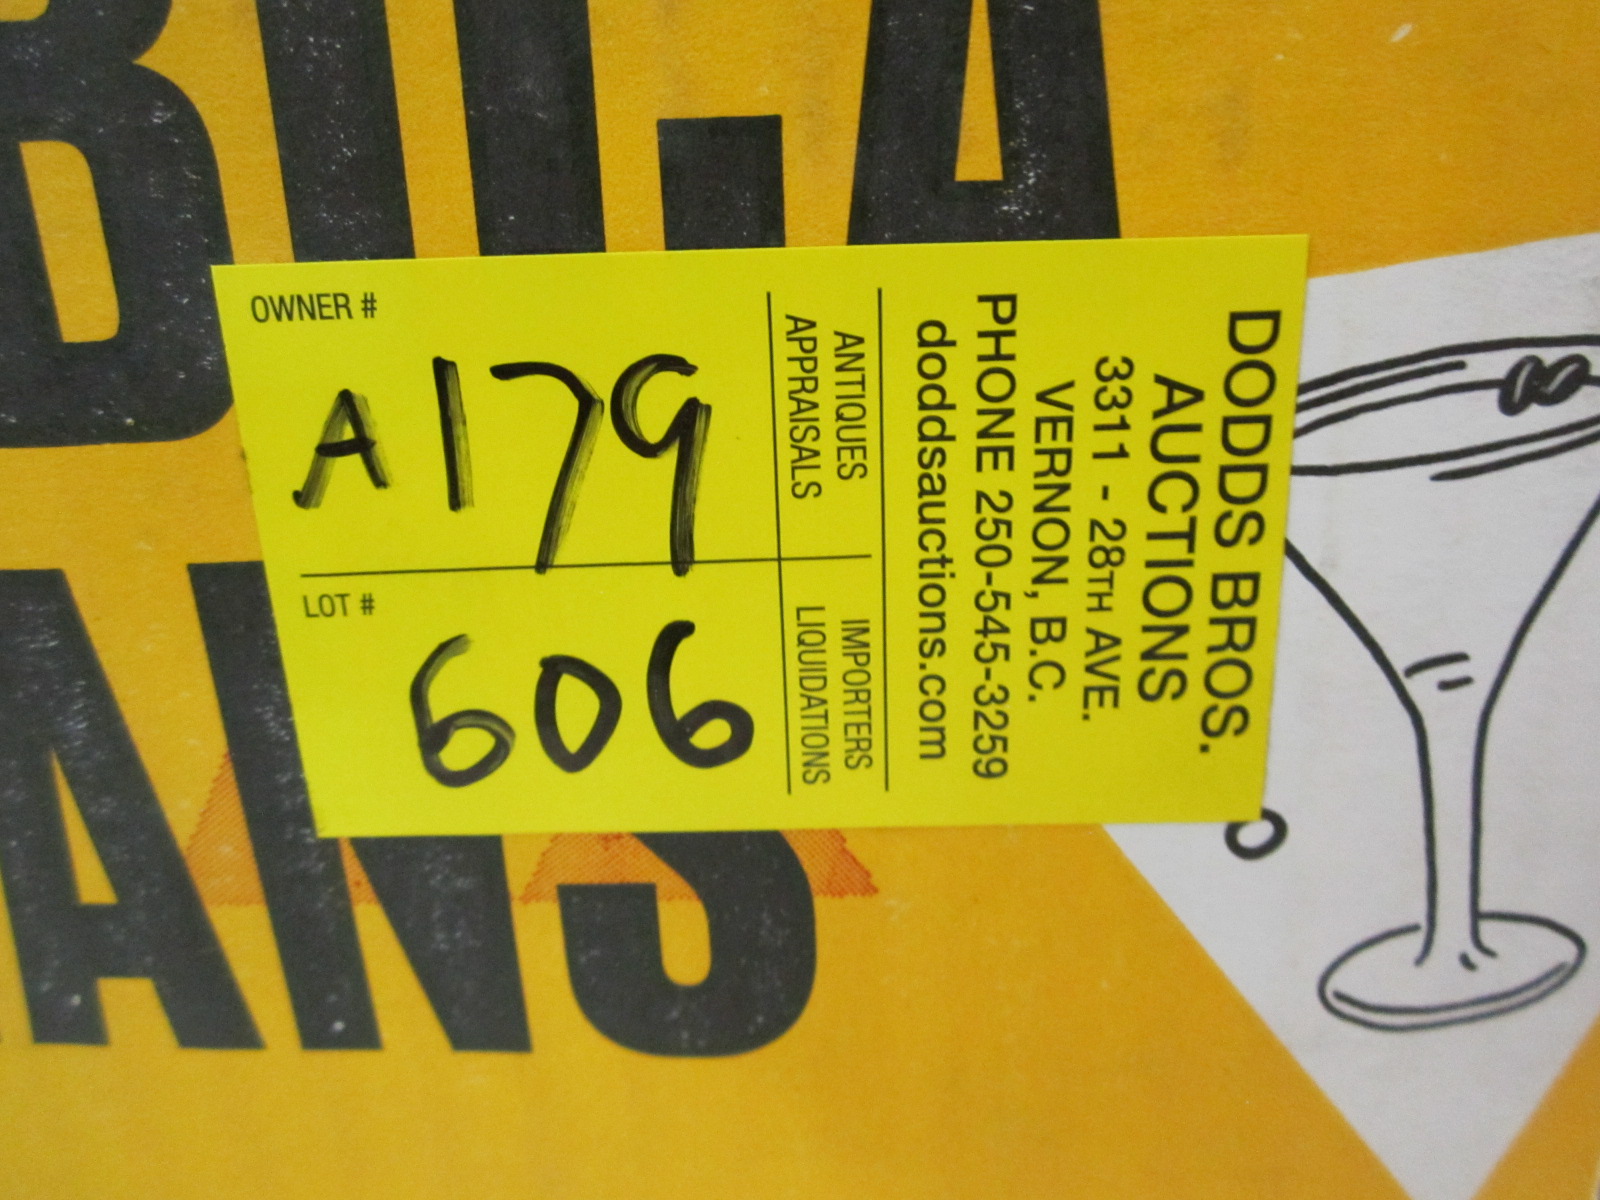 OWNER #
A179
LOT #
606
ANTIQUES
APPRAISALS
IMPORTERS
LIQUIDATIONS
DODDS BROS.
AUCTIONS
3311 - 28TH AVE.
VERNON, B.C.
PHONE 250-545-3259
doddsauctions.com
ANS